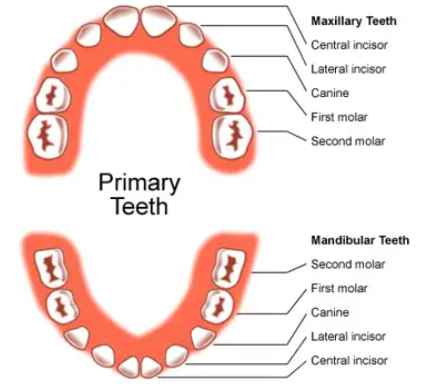 Maxillary Teeth
Central incisor
Lateral incisor
Canine
First molar
Second molar
Primary
Teeth
Mandibular Teeth
Second molar
First molar
Canine
Lateral incisor
Central incisor